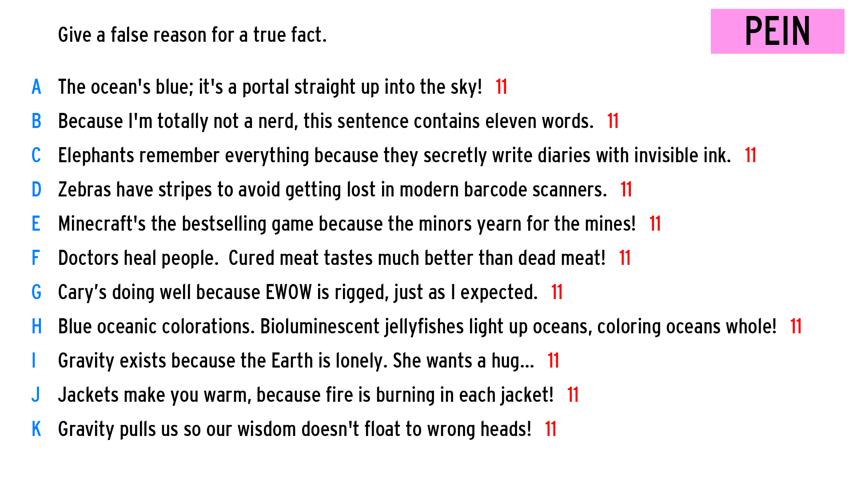 Give a false reason for a true fact.
PEIN
A The ocean's blue; it's a portal straight up into the sky! 11
B Because I'm totally not a nerd, this sentence contains eleven words. 11
C Elephants remember everything because they secretly write diaries with invisible ink. 11
D Zebras have stripes to avoid getting lost in modern barcode scanners. 11
E Minecraft's the bestselling game because the minors yearn for the mines! 11
F Doctors heal people.  Cured meat tastes much better than dead meat! 11
G Cary’s doing well because EWOW is rigged, just as I expected. 11
H Blue oceanic colorations. Bioluminescent jellyfishes light up oceans, coloring oceans whole! 11
I Gravity exists because the Earth is lonely. She wants a hug... 11
J Jackets make you warm, because fire is burning in each jacket! 11
K Gravity pulls us so our wisdom doesn't float to wrong heads! 11